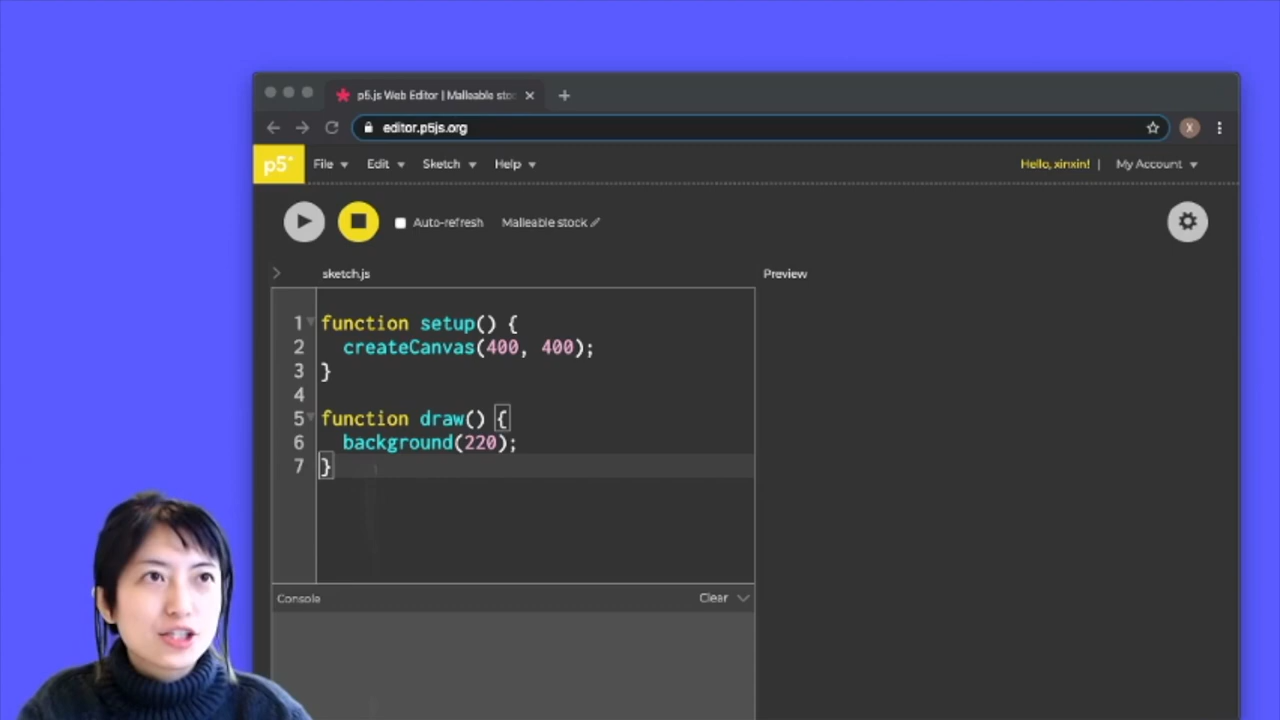 p5.js Web Editor | Malleable stoc
editor.p5js.org
X
p5* File Edit Sketch Help Hello, xinxin! | My Account
Auto-refresh Malleable stock
sketch.js Preview
1 function setup() {
2 createCanvas(400, 400);
3 }
4
5 function draw() {
6 background(220);
7 }
Console Clear